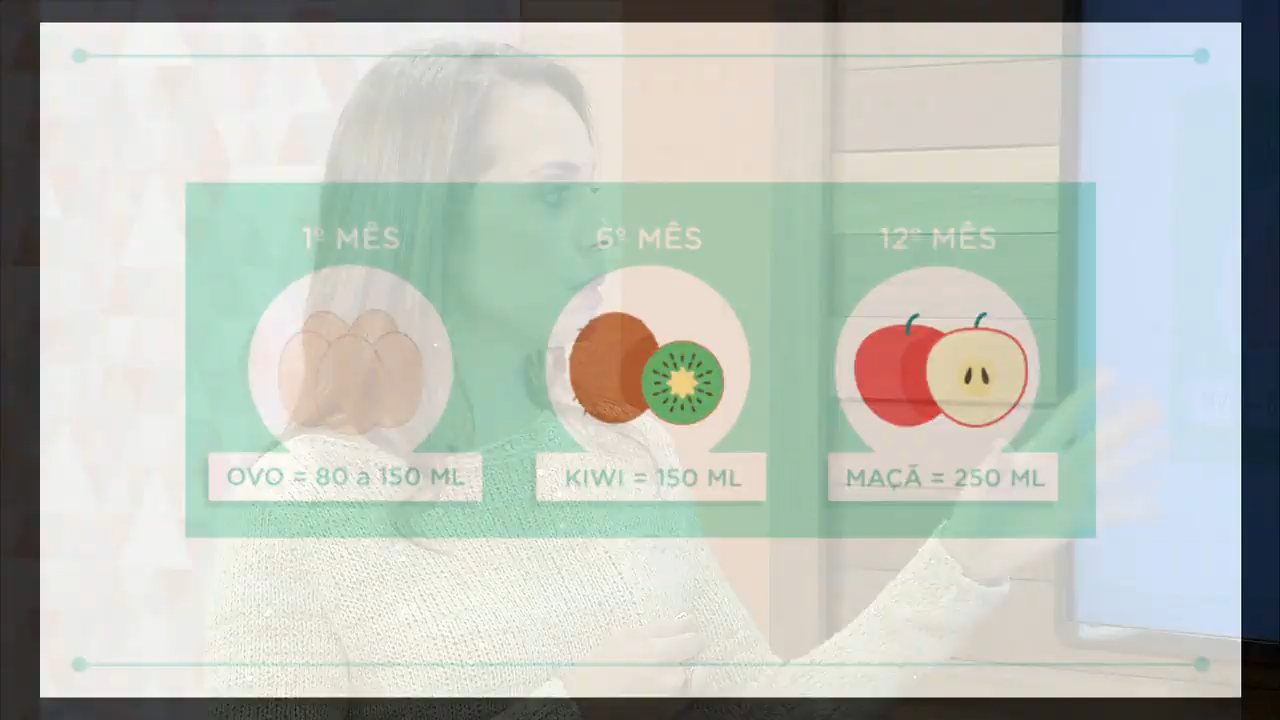 1º MÊS
6º MÊS
12º MÊS
OVO = 80 a 150 ML
KIWI = 150 ML
MAÇÃ = 250 ML